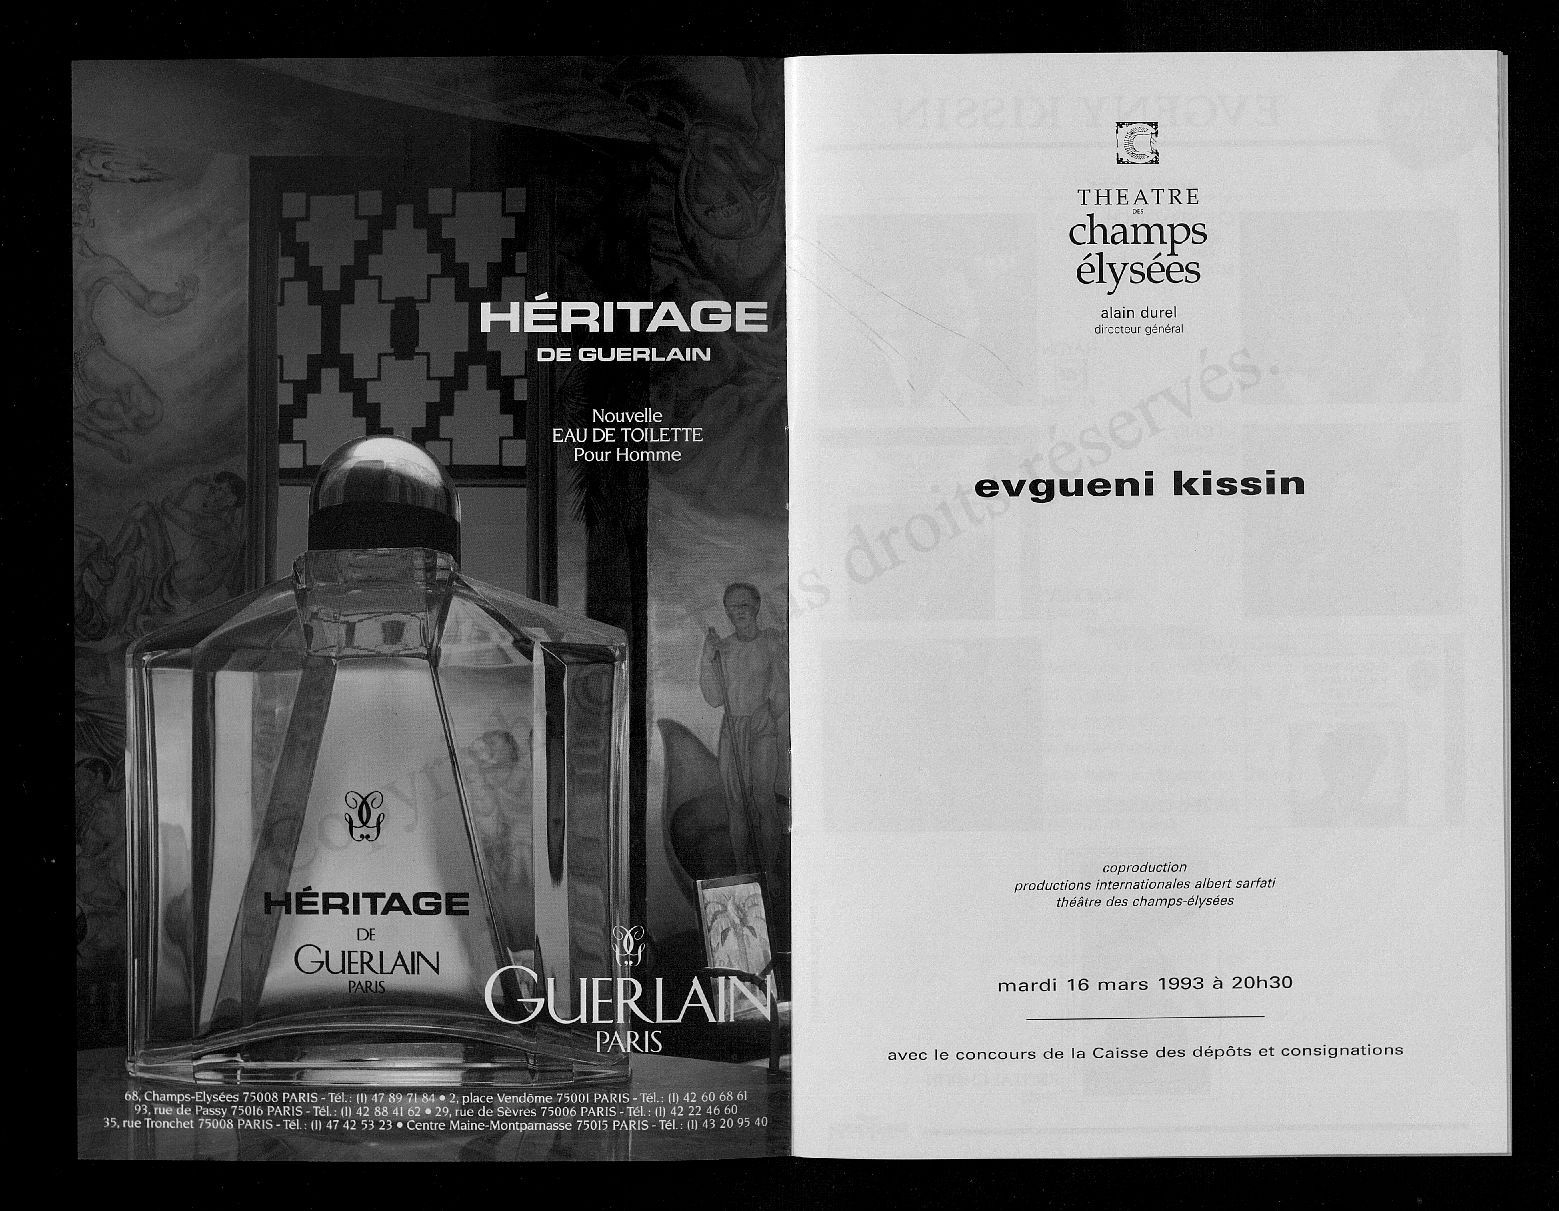 HÉRITAGE
DE GUERLAIN
Nouvelle
EAU DE TOILETTE
Pour Homme
HÉRITAGE
DE
GUERLAIN
PARIS
GUERLAIN
PARIS
68, Champs-Elysées 75008 PARIS - Tél.: (1) 47 89 71 84 • 2, place Vendôme 75001 PARIS - Tél.: (1) 42 60 68 61
93, rue de Passy 75016 PARIS - Tél.: (1) 42 88 41 62 • 29, rue de Sèvres 75006 PARIS - Tél.: (1) 42 22 46 60
35, rue Tronchet 75008 PARIS - Tél.: (1) 47 42 53 23 • Centre Maine-Montparnasse 75015 PARIS - Tél.: (1) 43 20 95 40
EVGENY KISSIN
THEATRE
DES
champs
élysées
alain durel
directeur général
evgueni kissin
coproduction
productions internationales albert sarfati
théâtre des champs-élysées
mardi 16 mars 1993 à 20h30
avec le concours de la Caisse des dépôts et consignations
Copyright droits réservés.